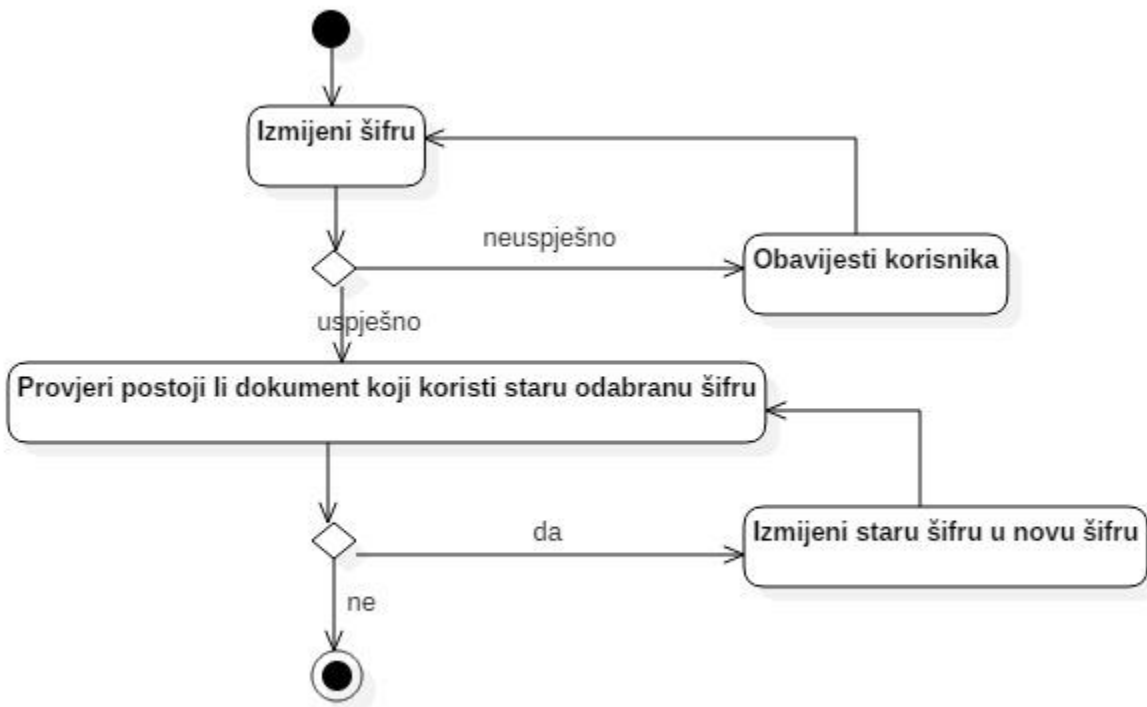 Izmijeni šifru
neuspješno
Obavijesti korisnika
uspješno
Provjeri postoji li dokument koji koristi staru odabranu šifru
da
Izmijeni staru šifru u novu šifru
ne